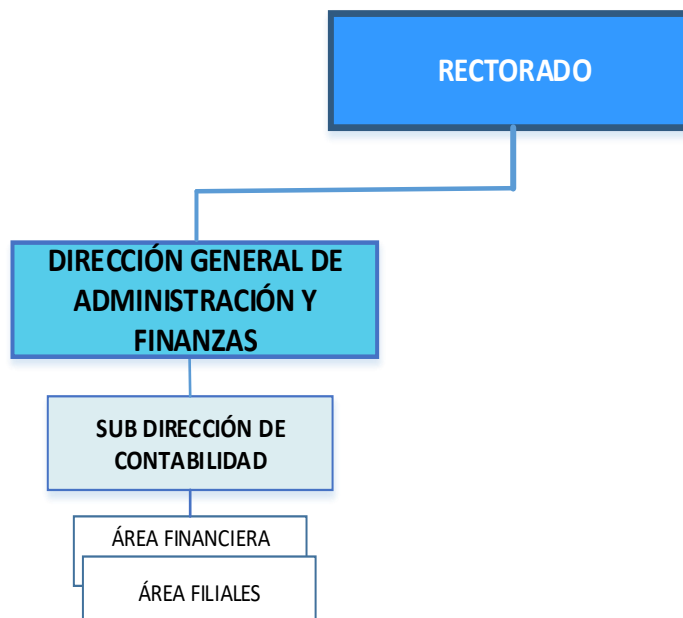 RECTORADO
DIRECCIÓN GENERAL DE
ADMINISTRACIÓN Y
FINANZAS
SUB DIRECCIÓN DE
CONTABILIDAD
ÁREA FINANCIERA
ÁREA FILIALES